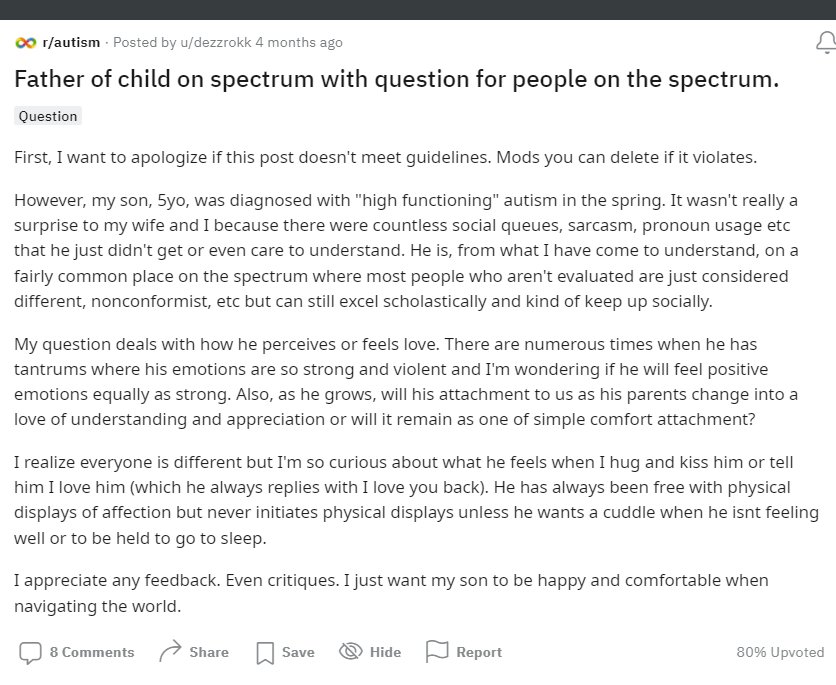 r/autism · Posted by u/dezzrokk 4 months ago
Father of child on spectrum with question for people on the spectrum.
Question
First, I want to apologize if this post doesn't meet guidelines. Mods you can delete if it violates.
However, my son, 5yo, was diagnosed with "high functioning" autism in the spring. It wasn't really a
surprise to my wife and I because there were countless social queues, sarcasm, pronoun usage etc
that he just didn't get or even care to understand. He is, from what I have come to understand, on a
fairly common place on the spectrum where most people who aren't evaluated are just considered
different, nonconformist, etc but can still excel scholastically and kind of keep up socially.
My question deals with how he perceives or feels love. There are numerous times when he has
tantrums where his emotions are so strong and violent and I'm wondering if he will feel positive
emotions equally as strong. Also, as he grows, will his attachment to us as his parents change into a
love of understanding and appreciation or will it remain as one of simple comfort attachment?
I realize everyone is different but I'm so curious about what he feels when I hug and kiss him or tell
him I love him (which he always replies with I love you back). He has always been free with physical
displays of affection but never initiates physical displays unless he wants a cuddle when he isnt feeling
well or to be held to go to sleep.
I appreciate any feedback. Even critiques. I just want my son to be happy and comfortable when
navigating the world.
8 Comments Share Save Hide Report 80% Upvoted